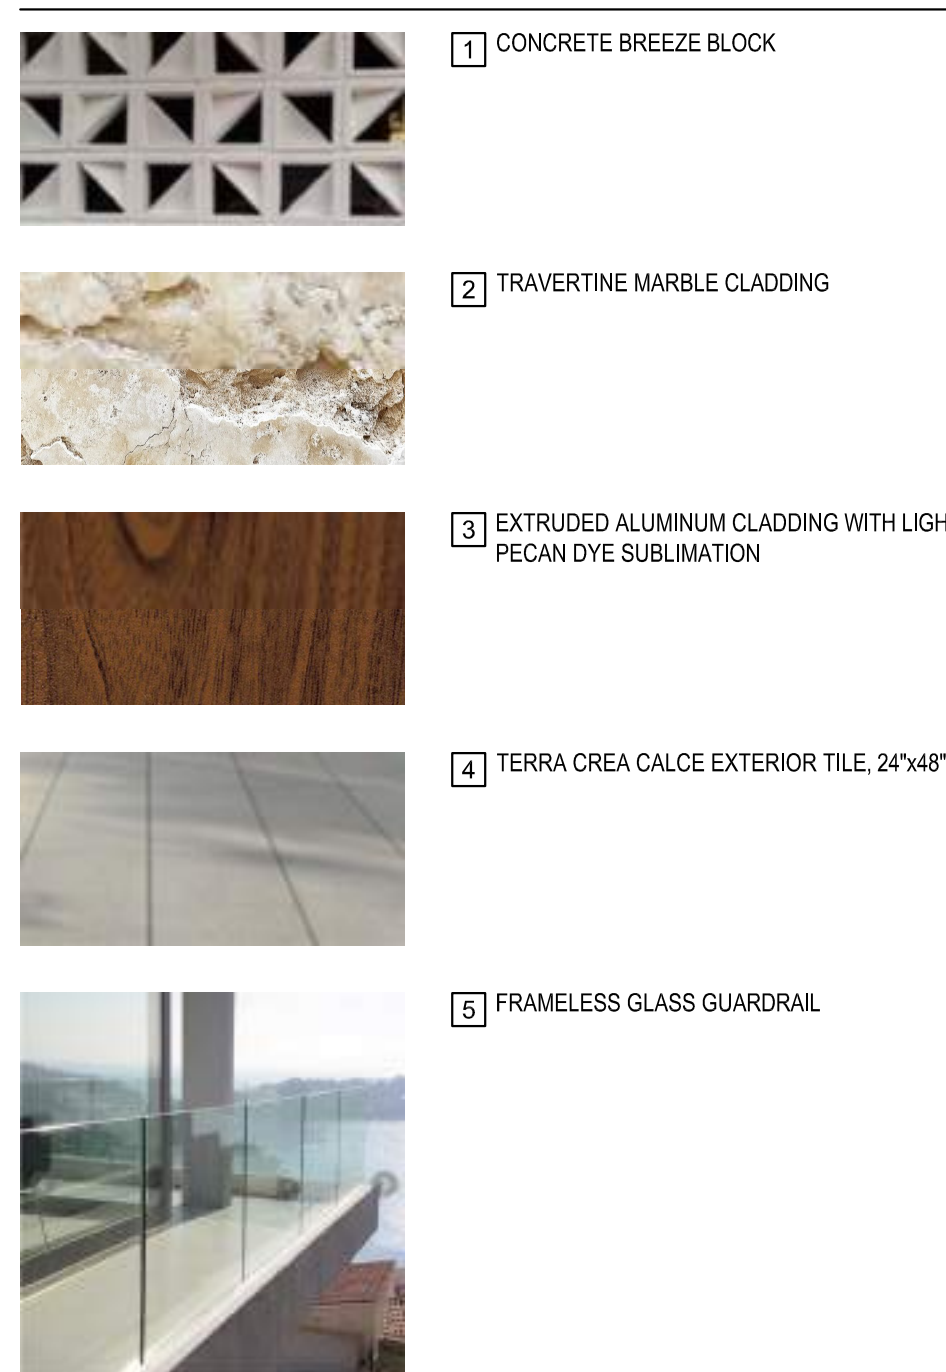 1 CONCRETE BREEZE BLOCK
2 TRAVERTINE MARBLE CLADDING
3 EXTRUDED ALUMINUM CLADDING WITH LIGH
PECAN DYE SUBLIMATION
4 TERRA CREA CALCE EXTERIOR TILE, 24"x48"
5 FRAMELESS GLASS GUARDRAIL